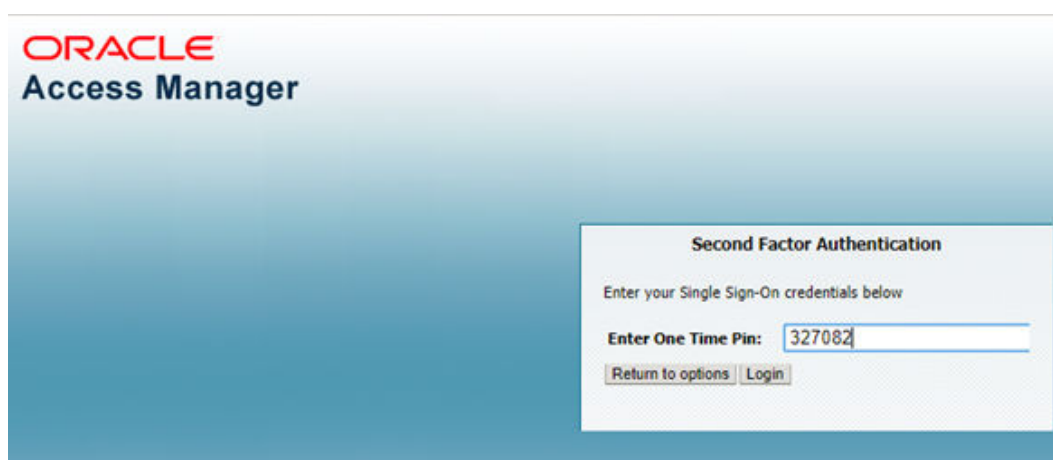 ORACLE
Access Manager
Second Factor Authentication
Enter your Single Sign-On credentials below
Enter One Time Pin: 327082
Return to options Login